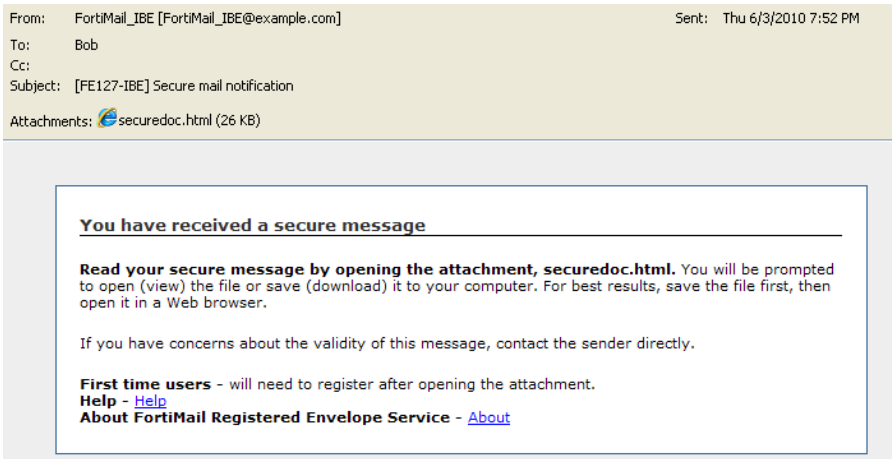 From: FortiMail_IBE [FortiMail_IBE@example.com] Sent: Thu 6/3/2010 7:52 PM
To: Bob
Cc:
Subject: [FE127-IBE] Secure mail notification
Attachments: securedoc.html (26 KB)
You have received a secure message
Read your secure message by opening the attachment, securedoc.html. You will be prompted
to open (view) the file or save (download) it to your computer. For best results, save the file first, then
open it in a Web browser.
If you have concerns about the validity of this message, contact the sender directly.
First time users - will need to register after opening the attachment.
Help - Help
About FortiMail Registered Envelope Service - About